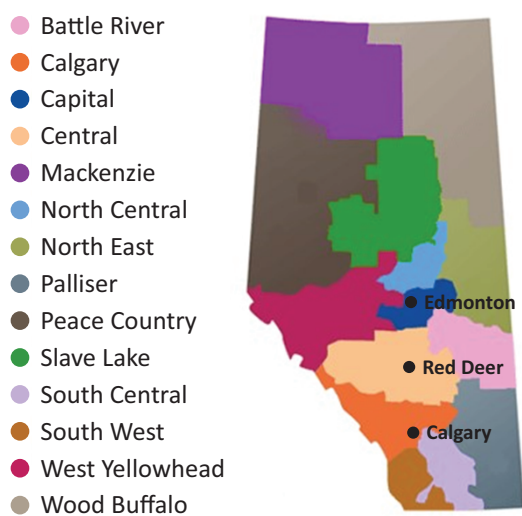 Battle River
Calgary
Capital
Central
Mackenzie
North Central
North East
Palliser
Peace Country
Slave Lake
South Central
South West
West Yellowhead
Wood Buffalo
Edmonton
Red Deer
Calgary